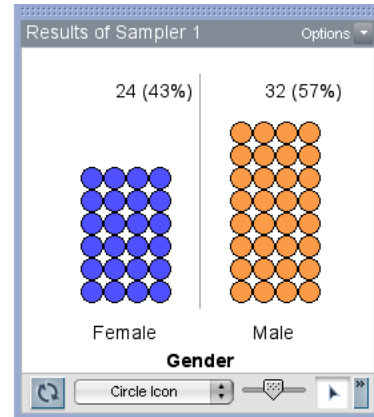 Results of Sampler 1 Options
24 (43%) 32 (57%)
Female Male
Gender
Circle Icon »